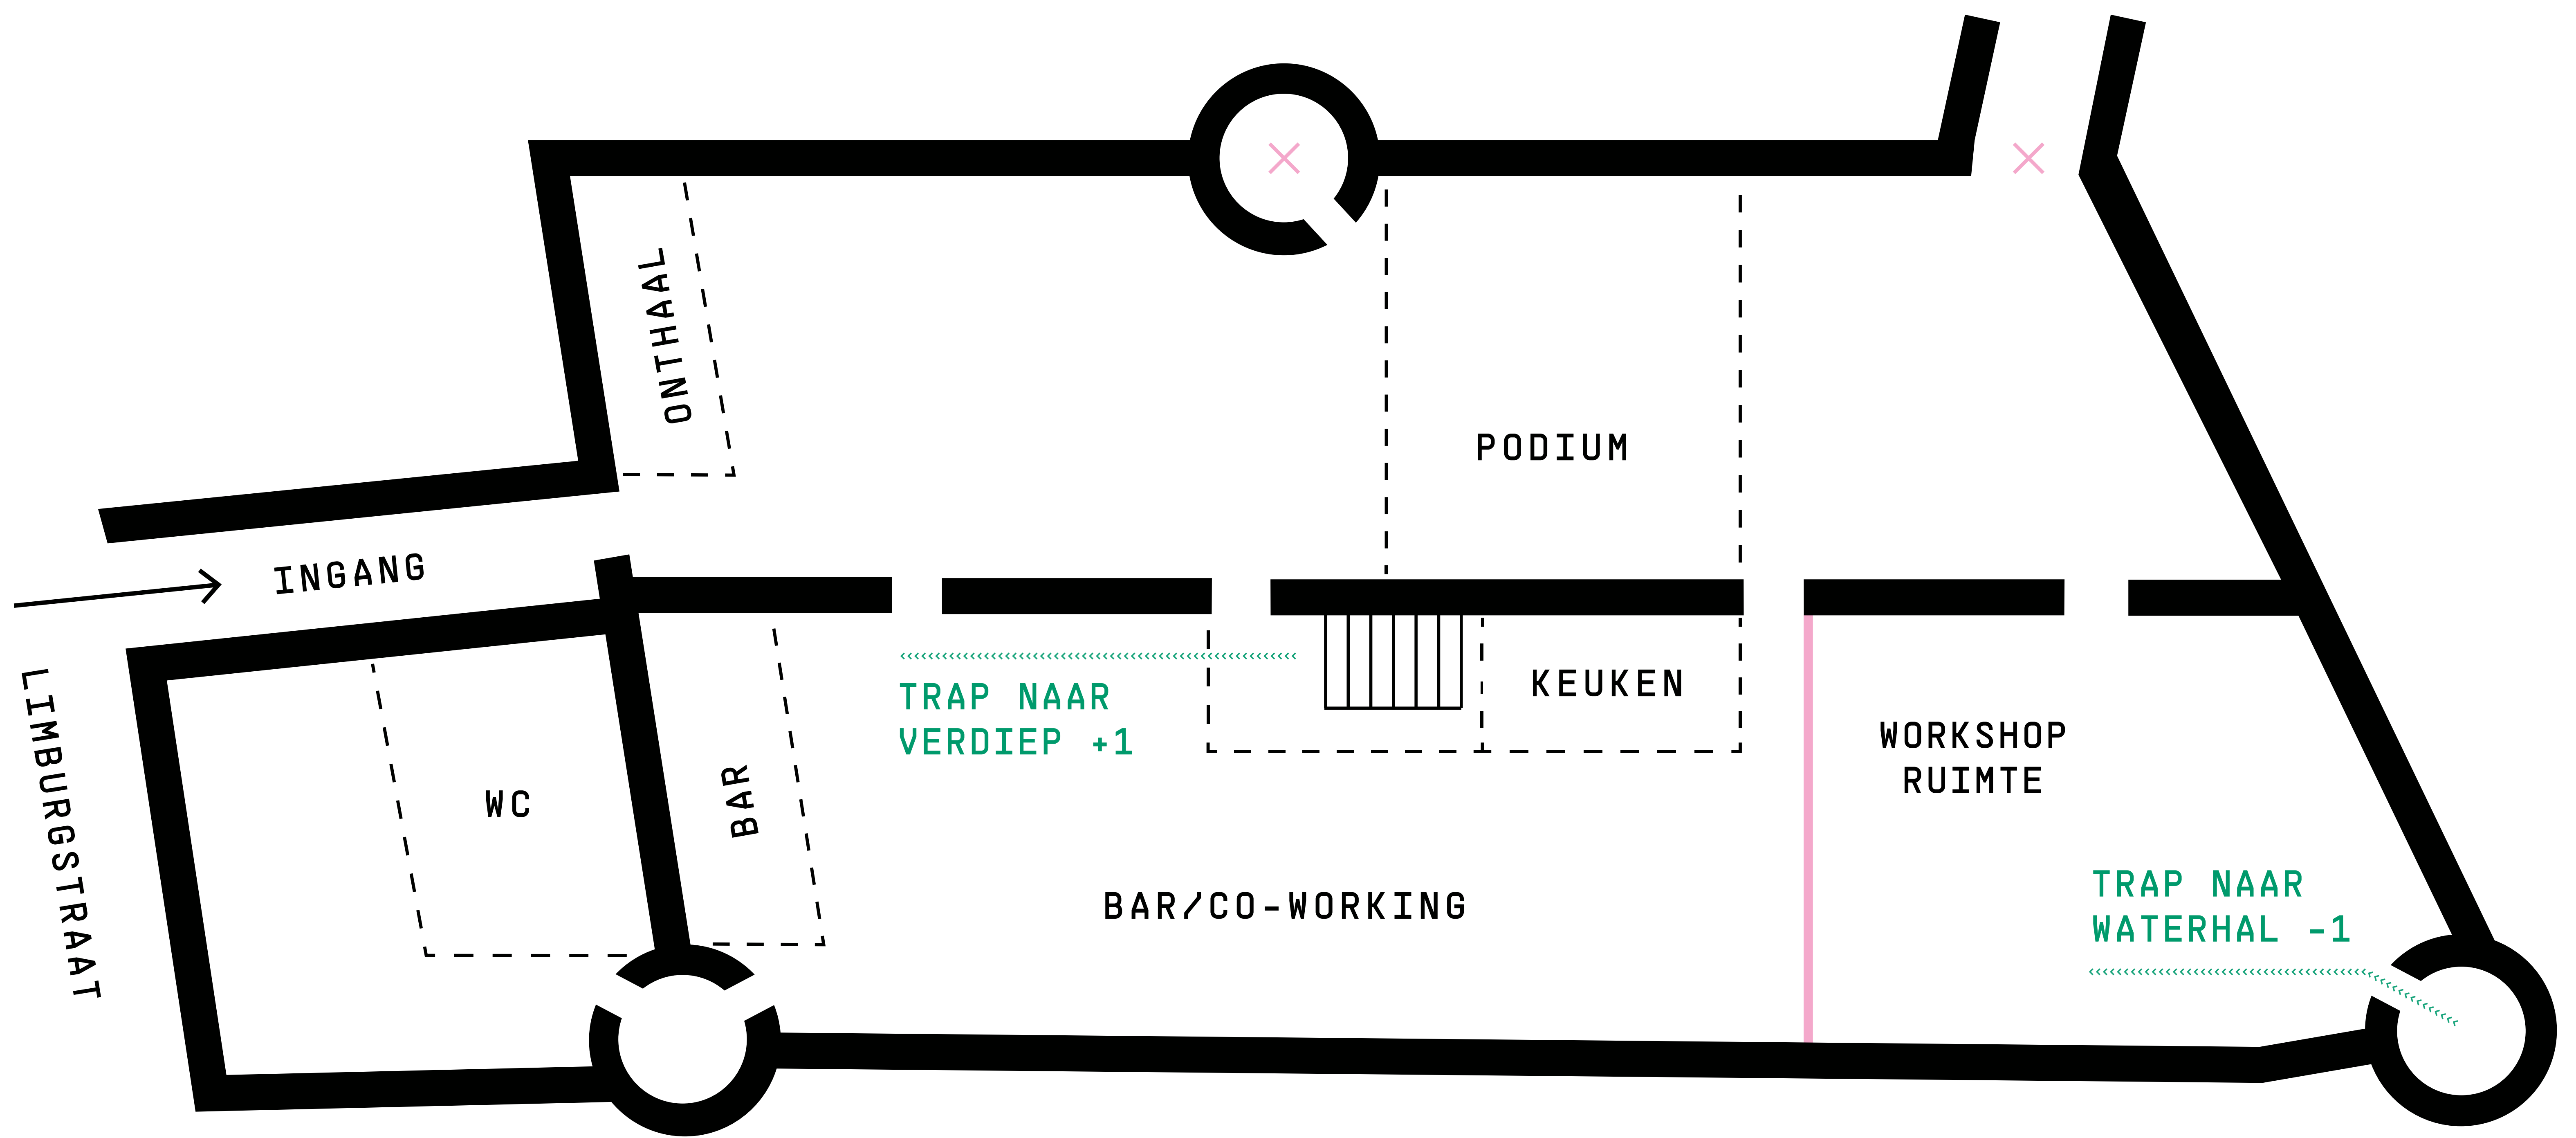 ONTHAAL
PODIUM
INGANG
LIMBURGSTRAAT
TRAP NAAR
VERDIEP +1
KEUKEN
WORKSHOP
RUIMTE
WC
BAR
BAR/CO-WORKING
TRAP NAAR
WATERHAL -1